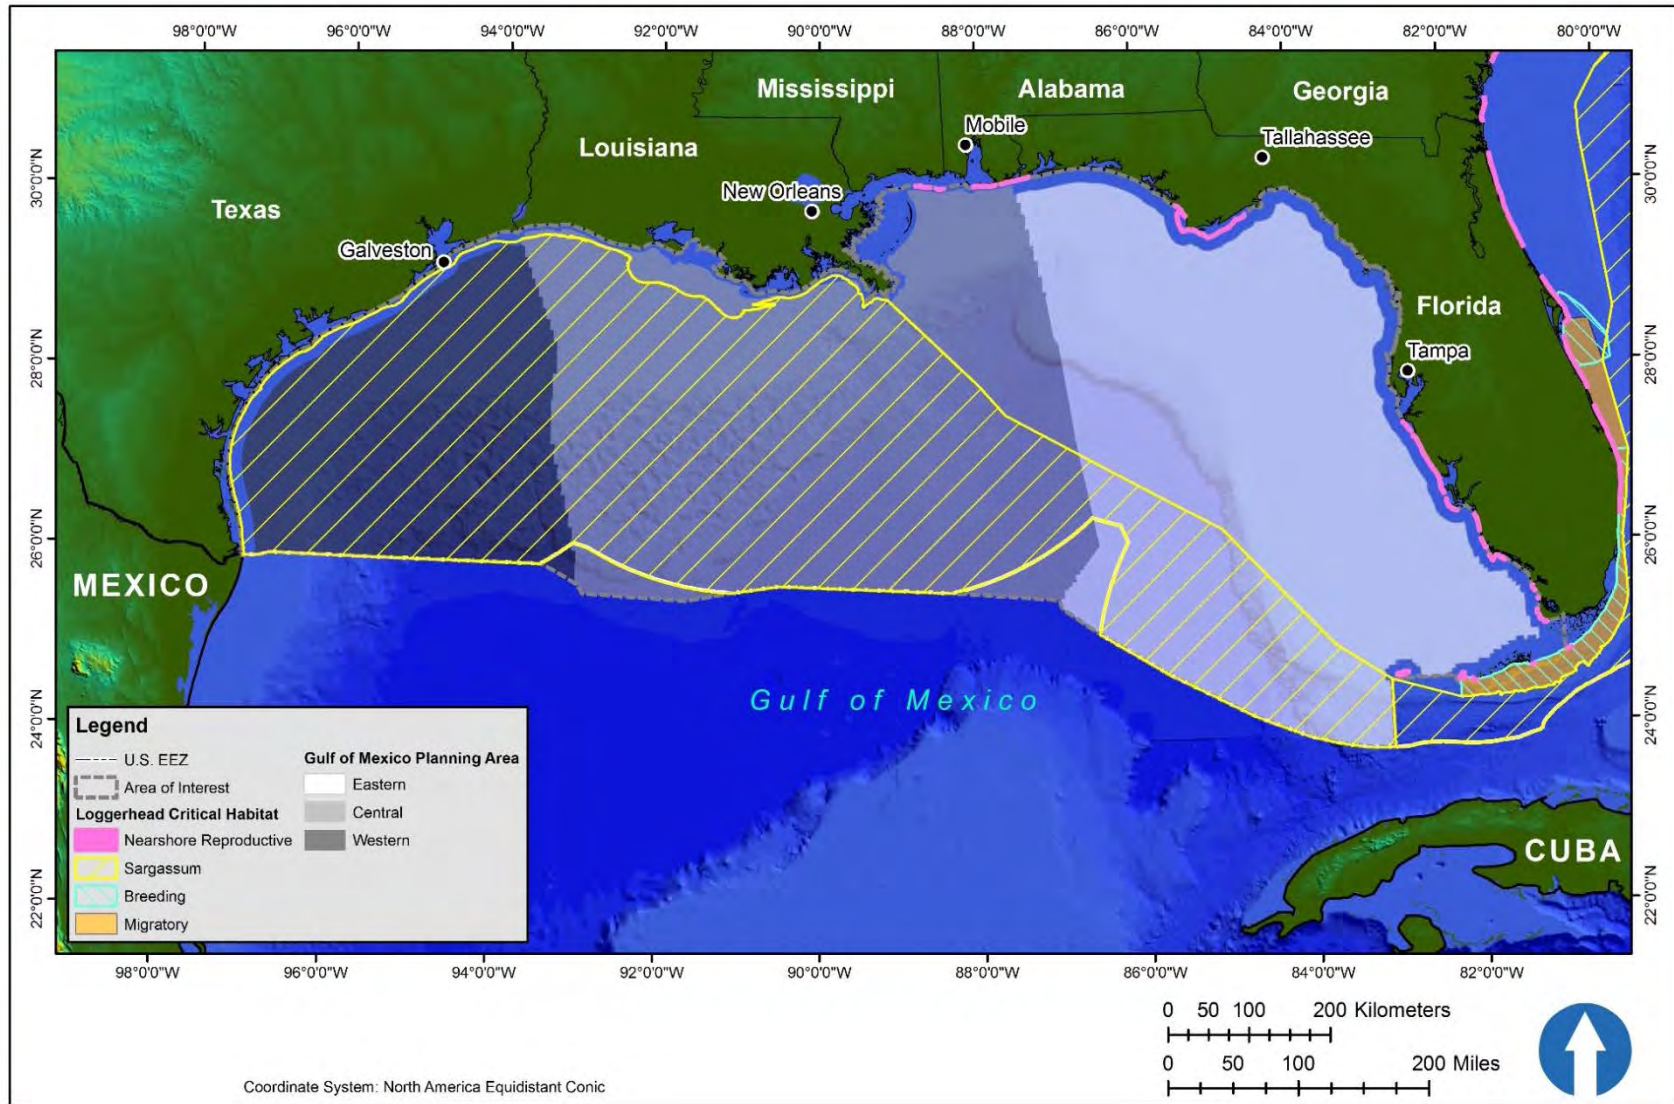 98°0'0"W 96°0'0"W 94°0'0"W 92°0'0"W 90°0'0"W 88°0'0"W 86°0'0"W 84°0'0"W 82°0'0"W 80°0'0"W
Mississippi Alabama Georgia
Mobile
Tallahassee
Louisiana
30°0'0"N 30°0'0"N
New Orleans
Texas
Galveston
Florida
28°0'0"N 28°0'0"N
Tampa
26°0'0"N 26°0'0"N
MEXICO
Gulf of Mexico
24°0'0"N 24°0'0"N
Legend
U.S. EEZ
Area of Interest
Loggerhead Critical Habitat
Nearshore Reproductive
Sargassum
Breeding
Migratory
Gulf of Mexico Planning Area
Eastern
Central
Western
CUBA
22°0'0"N 22°0'0"N
98°0'0"W 96°0'0"W 94°0'0"W 92°0'0"W 90°0'0"W 88°0'0"W 86°0'0"W 84°0'0"W 82°0'0"W
0 50 100 200 Kilometers
0 50 100 200 Miles
Coordinate System: North America Equidistant Conic